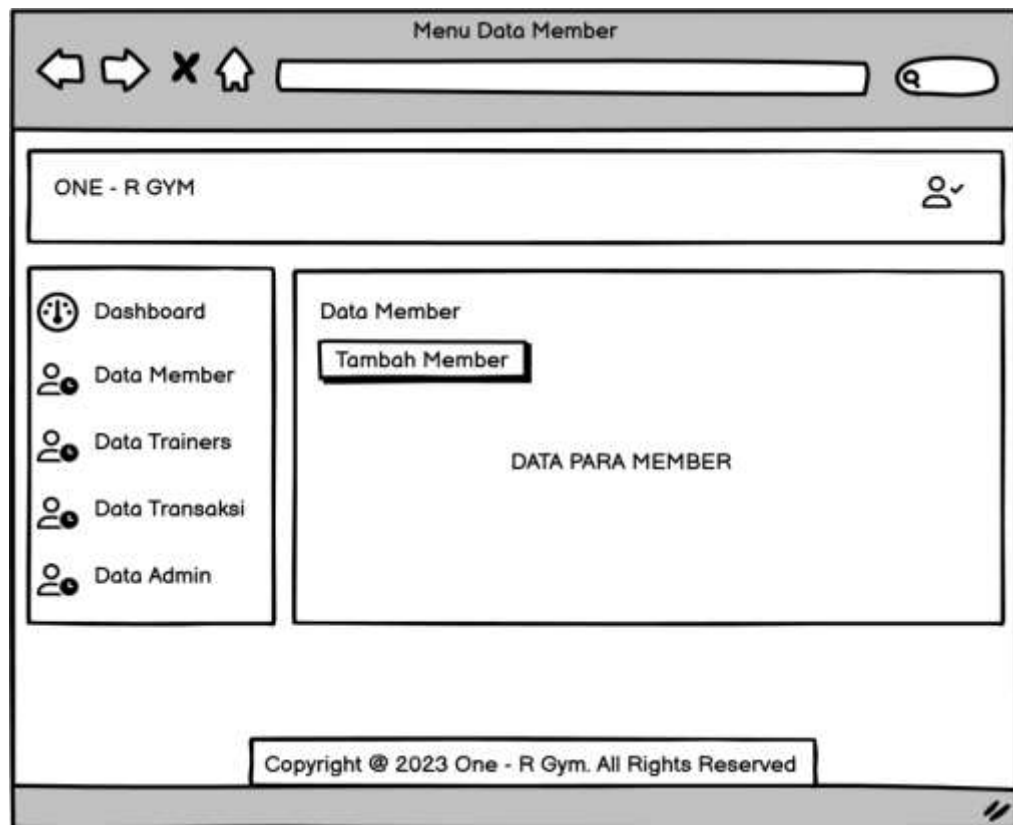 Menu Data Member
ONE - R GYM
Dashboard
Data Member
Data Trainers
Data Transaksi
Data Admin
Data Member
Tambah Member
DATA PARA MEMBER
Copyright @ 2023 One - R Gym. All Rights Reserved